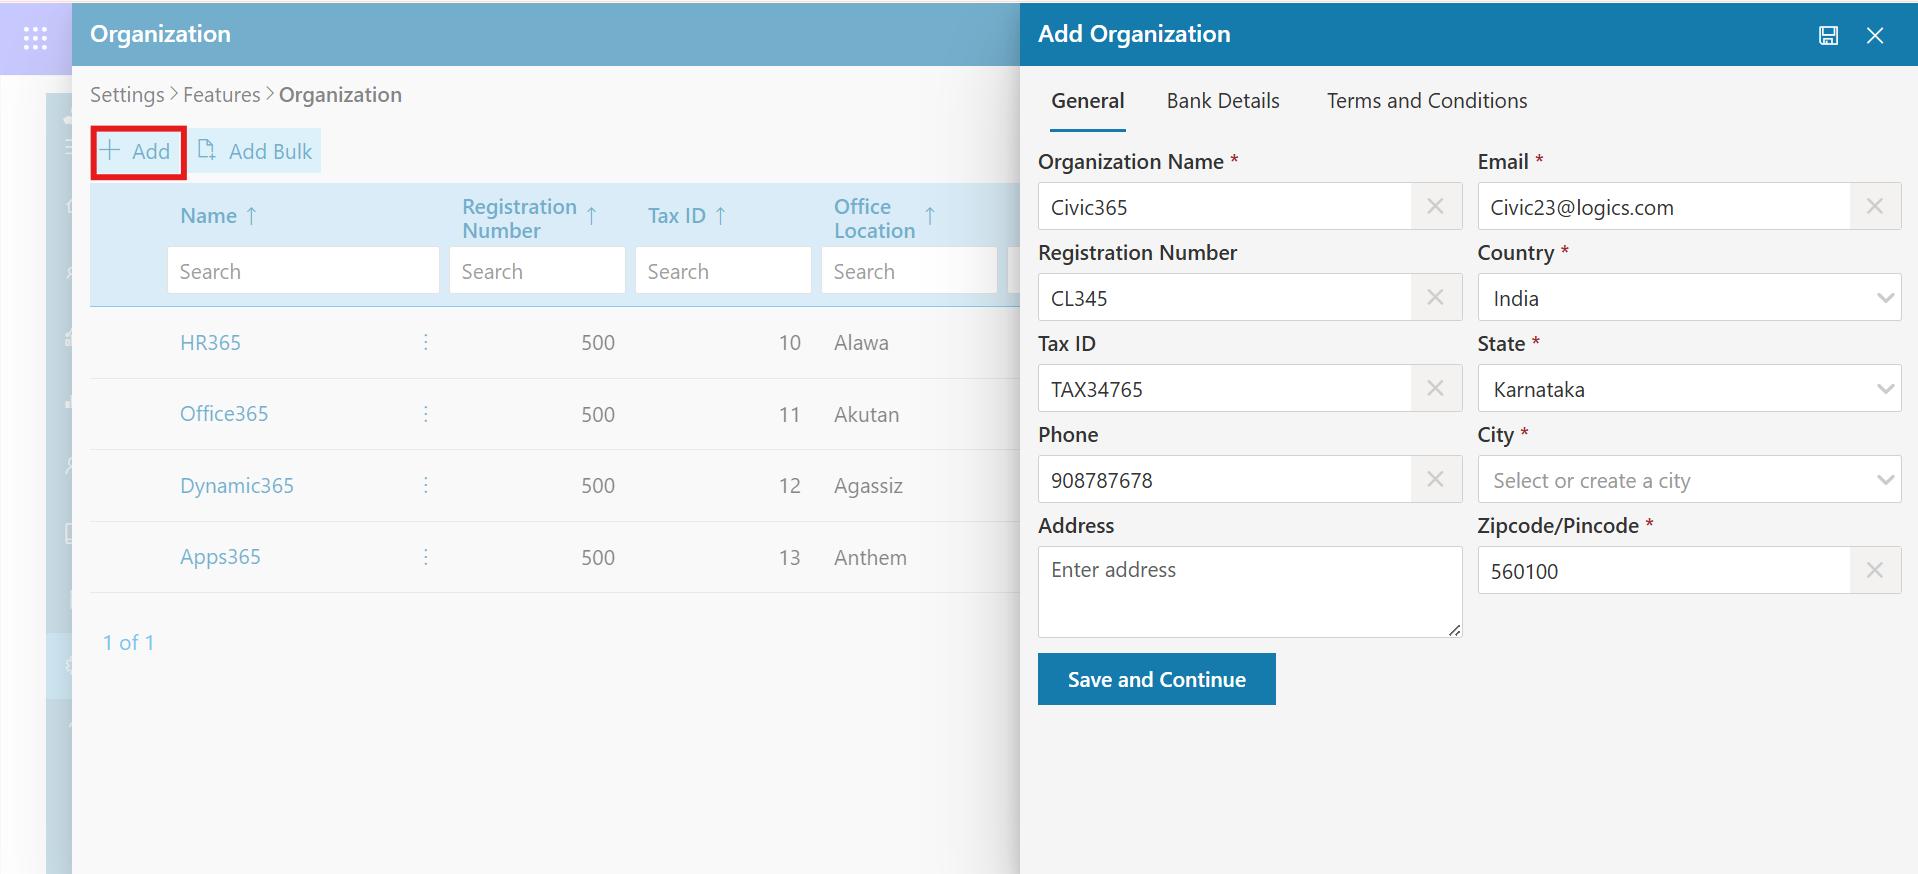 Organization
Settings > Features > Organization
Add
Add Bulk
Name ↑
Registration Number ↑
Tax ID ↑
Office Location ↑
Search
Search
Search
Search
HR365 500 10 Alawa
Office365 500 11 Akutan
Dynamic365 500 12 Agassiz
Apps365 500 13 Anthem
1 of 1
Add Organization
General
Bank Details
Terms and Conditions
Organization Name *
Civic365
Email *
Civic23@logics.com
Registration Number
CL345
Country *
India
Tax ID
TAX34765
State *
Karnataka
Phone
908787678
City *
Select or create a city
Address
Enter address
Zipcode/Pincode *
560100
Save and Continue